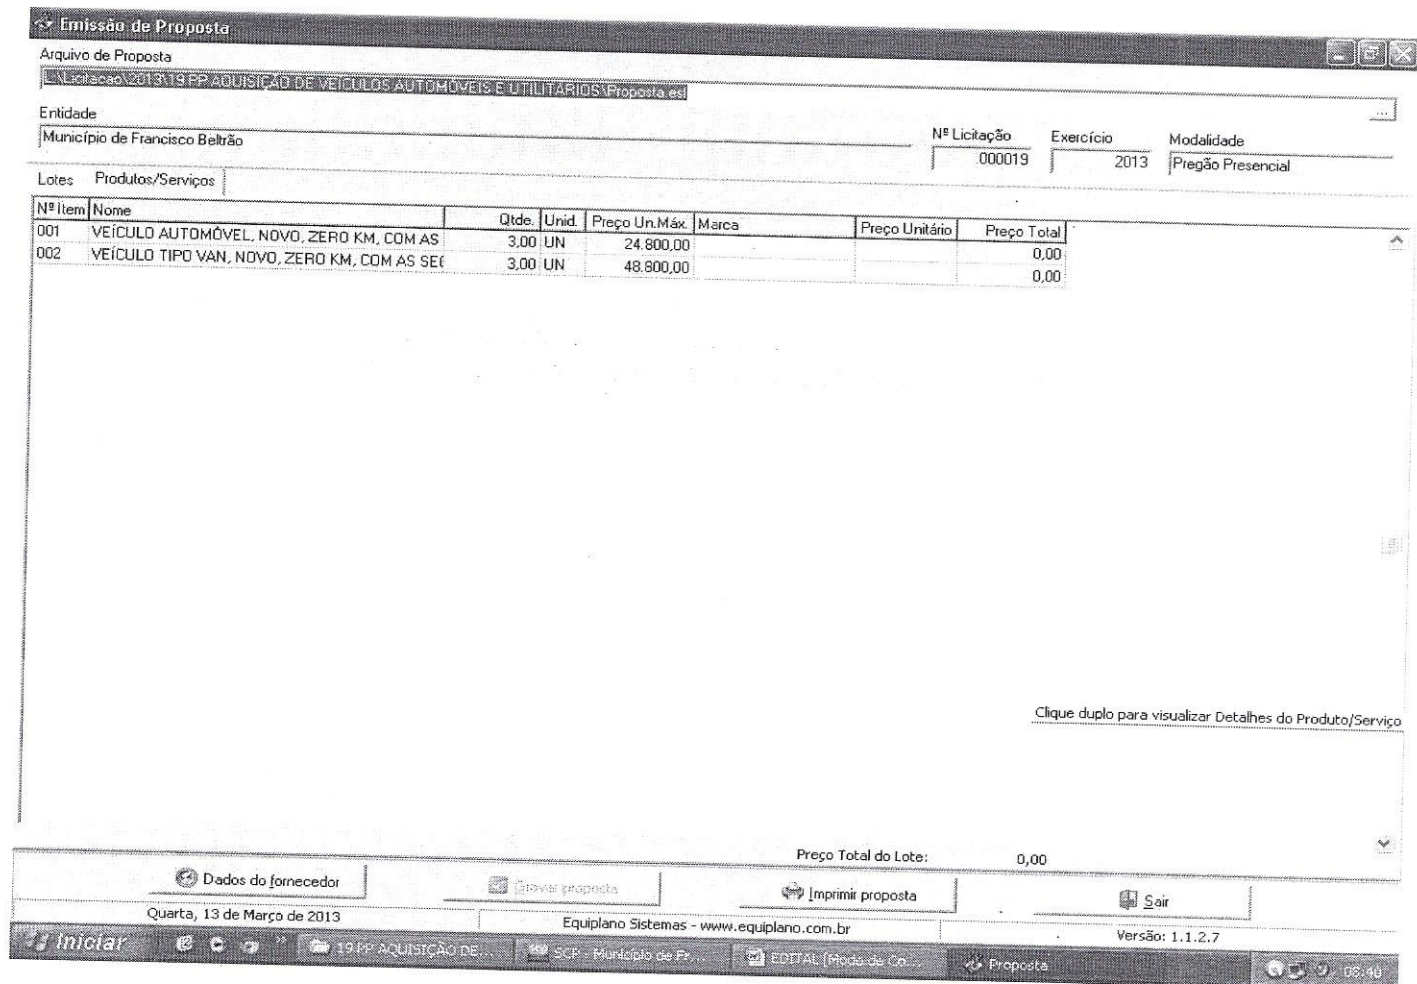 Emissão de Proposta
Arquivo de Proposta
L:\Licitacao\2013\19 PP AQUISIÇÃO DE VEÍCULOS AUTOMÓVEIS E UTILITÁRIOS\Proposta.esl
...
Entidade
Município de Francisco Beltrão
Nº Licitação
000019
Exercício
2013
Modalidade
Pregão Presencial
Lotes Produtos/Serviços
Nº Item Nome Qtde. Unid. Preço Un.Máx. Marca Preço Unitário Preço Total
001 VEÍCULO AUTOMÓVEL, NOVO, ZERO KM, COM AS 3,00 UN 24.800,00 0,00
002 VEÍCULO TIPO VAN, NOVO, ZERO KM, COM AS SEG 3,00 UN 48.800,00 0,00
Clique duplo para visualizar Detalhes do Produto/Serviço
Preço Total do Lote: 0,00
Dados do fornecedor Gravar proposta Imprimir proposta Sair
Quarta, 13 de Março de 2013 Equiplano Sistemas - www.equiplano.com.br Versão: 1.1.2.7
Iniciar » 19 PP AQUISIÇÃO DE... SCP - Município de Fr... EDITAL [Modo de Co... Proposta 08:40